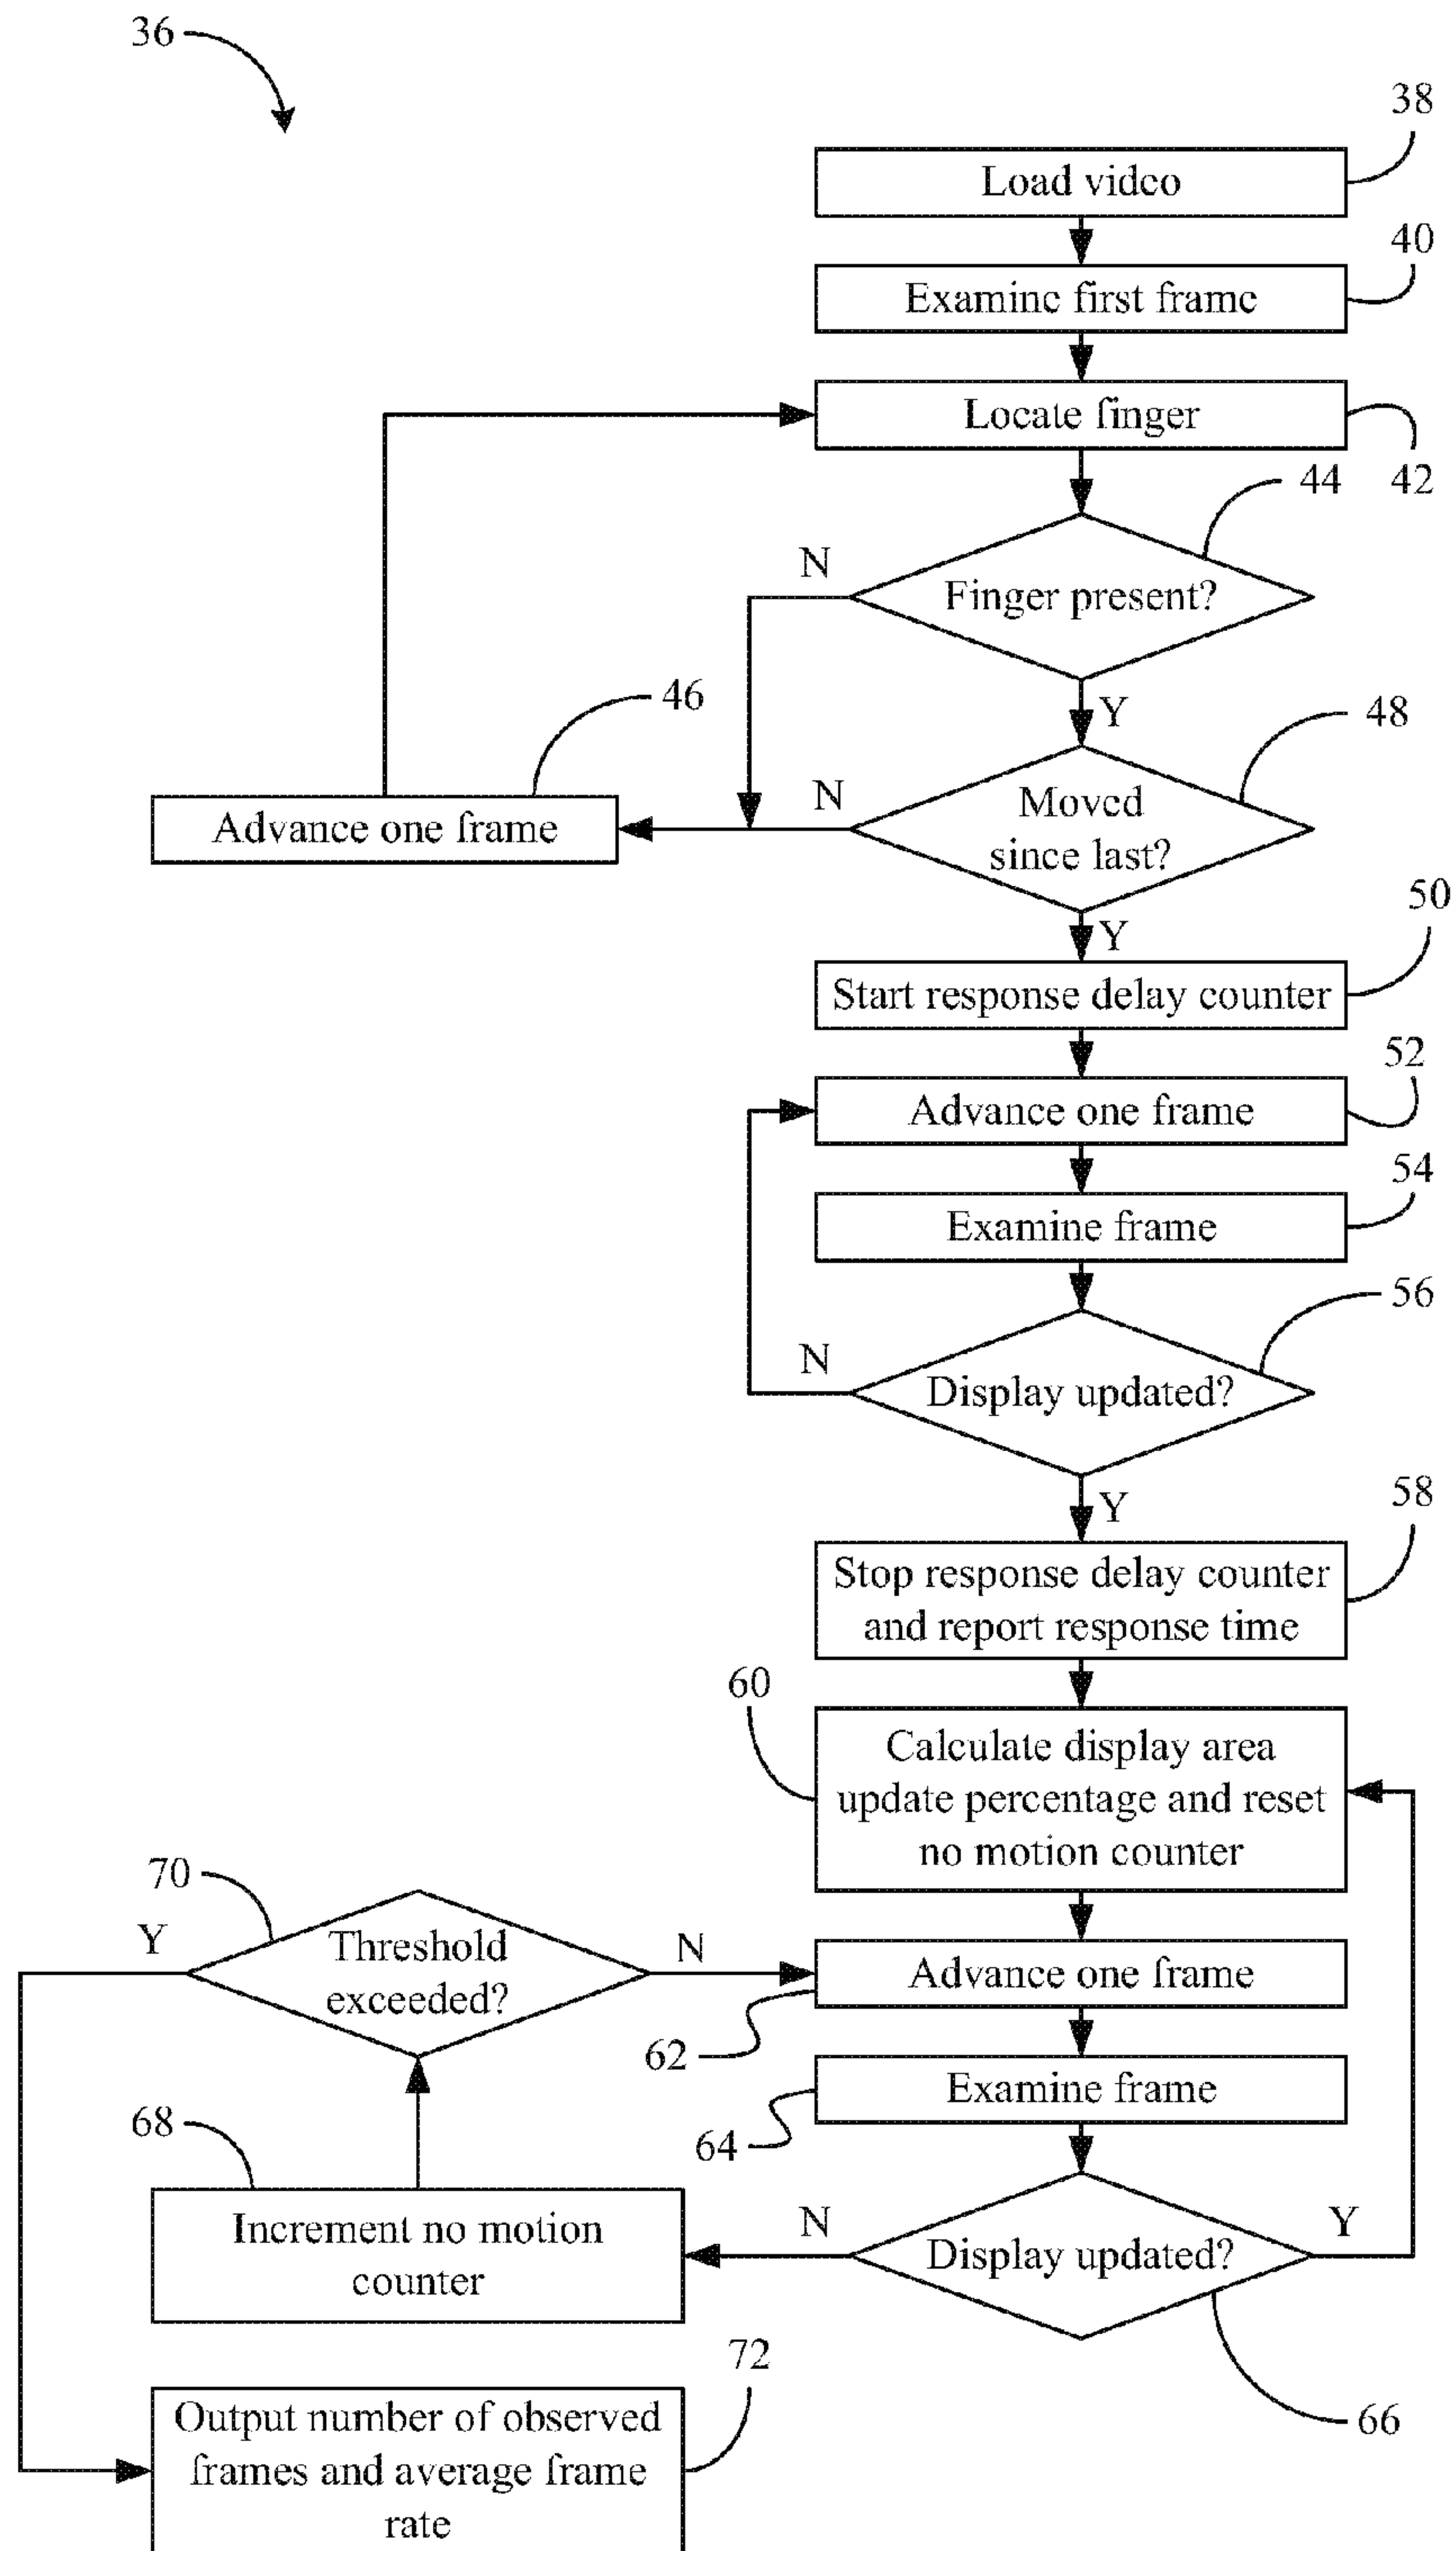 36
38
Load video
40
Examine first frame
Locate finger
42
44
N
Finger present?
46
Y
48
Advance one frame
N
Moved
since last?
Y
50
Start response delay counter
52
Advance one frame
54
Examine frame
56
N
Display updated?
Y
58
Stop response delay counter
and report response time
60
Calculate display area
update percentage and reset
no motion counter
70
Y
Threshold
exceeded?
N
Advance one frame
62
Examine frame
64
68
Increment no motion
counter
N
Display updated?
Y
66
72
Output number of observed
frames and average frame
rate